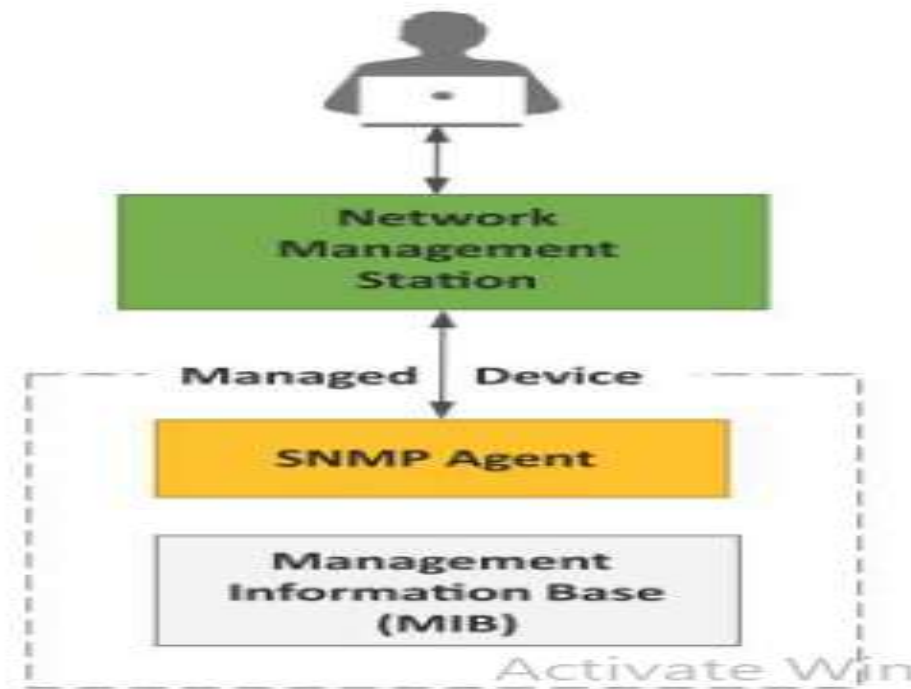 Network
Management
Station
Managed Device
SNMP Agent
Management
Information Base
(MIB)
Activate Win